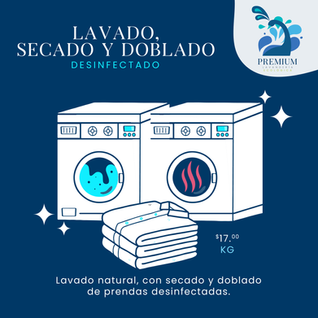 LAVADO,
SECADO Y DOBLADO
DESINFECTADO
PREMIUM
$17.00
KG
Lavado natural, con secado y doblado
de prendas desinfectadas.